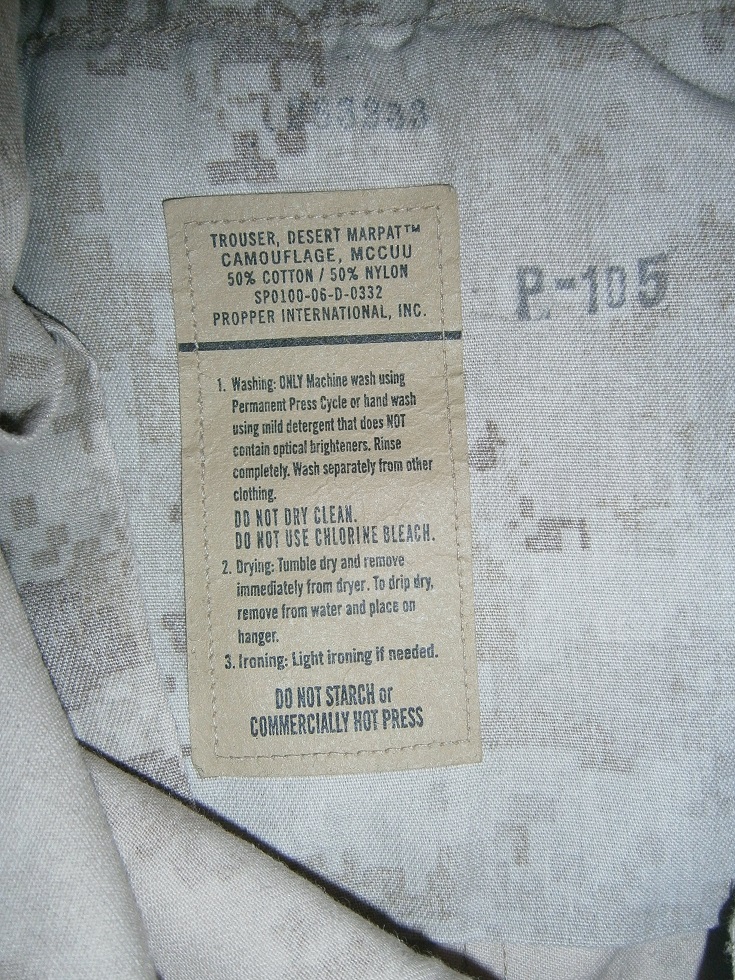 TROUSER, DESERT MARPAT™
CAMOUFLAGE, MCCUU
50% COTTON / 50% NYLON
SP0100-06-D-0332
PROPPER INTERNATIONAL, INC.
P-105
1. Washing: ONLY Machine wash using
Permanent Press Cycle or hand wash
using mild detergent that does NOT
contain optical brighteners. Rinse
completely. Wash separately from other
clothing.
DO NOT DRY CLEAN.
DO NOT USE CHLORINE BLEACH.
2. Drying: Tumble dry and remove
immediately from dryer. To drip dry,
remove from water and place on
hanger.
3. Ironing: Light ironing if needed.
DO NOT STARCH or
COMMERCIALLY HOT PRESS